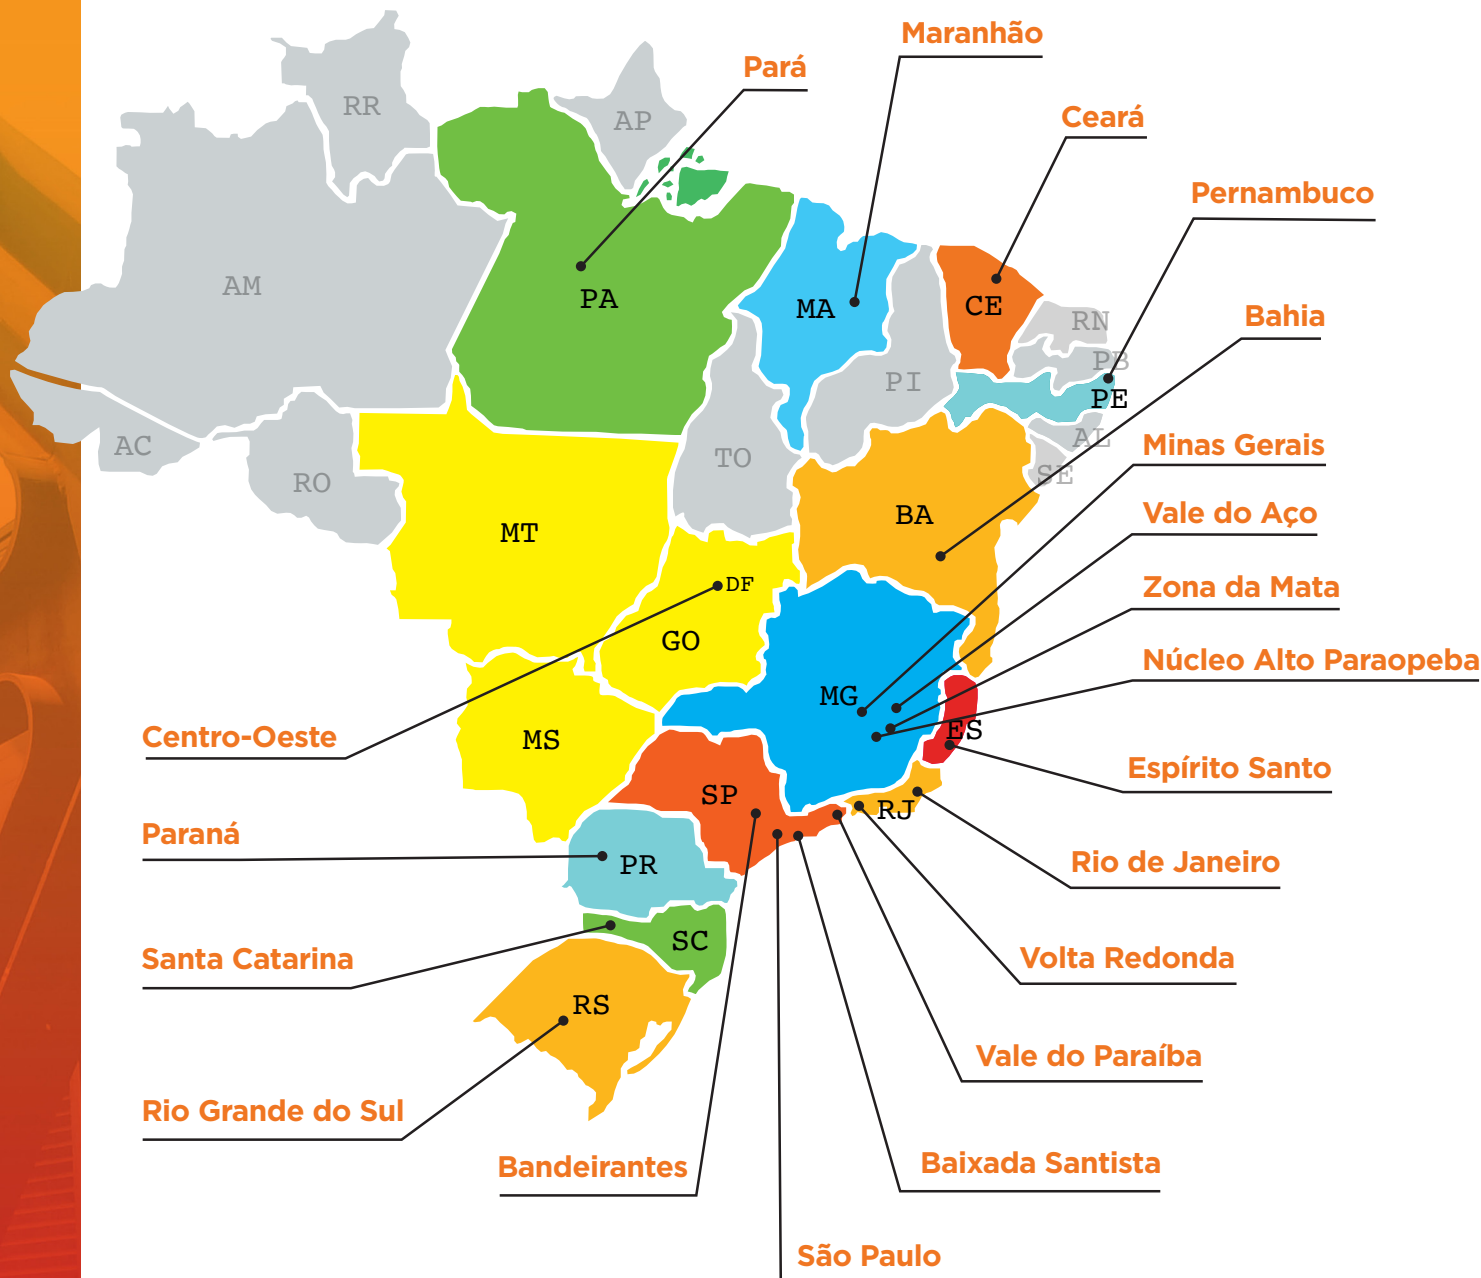 Maranhão
Pará
RR
AP
Ceará
Pernambuco
AM
PA
MA
CE
Bahia
RN
PB
PI
PE
AC
RO
TO
AL
SE
Minas Gerais
MT
BA
Vale do Aço
DF
Zona da Mata
GO
Núcleo Alto Paraopeba
MG
ES
Centro-Oeste
MS
Espírito Santo
SP
RJ
Paraná
PR
Rio de Janeiro
Santa Catarina
SC
Volta Redonda
RS
Vale do Paraíba
Rio Grande do Sul
Bandeirantes
Baixada Santista
São Paulo